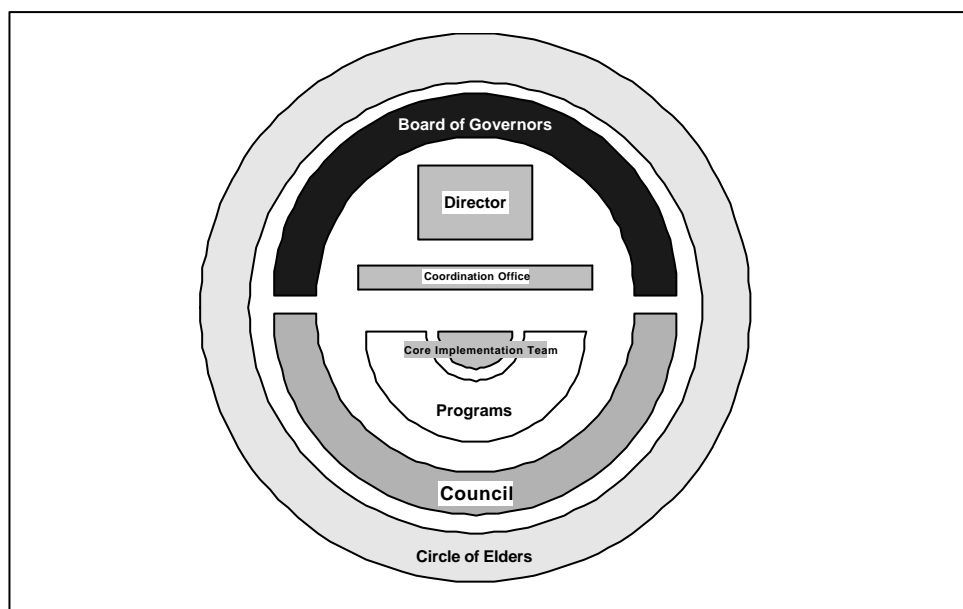 Board of Governors
Director
Coordination Office
Core Implementation Team
Programs
Council
Circle of Elders